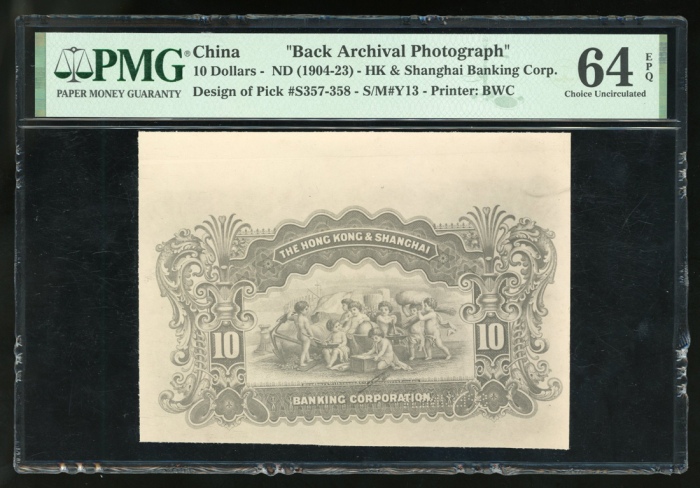 PMG
PAPER MONEY GUARANTY
China "Back Archival Photograph"
10 Dollars - ND (1904-23) - HK & Shanghai Banking Corp.
Design of Pick #S357-358 - S/M#Y13 - Printer: BWC
64 EPQ
Choice Uncirculated
THE HONG KONG & SHANGHAI
10 10
BANKING CORPORATION